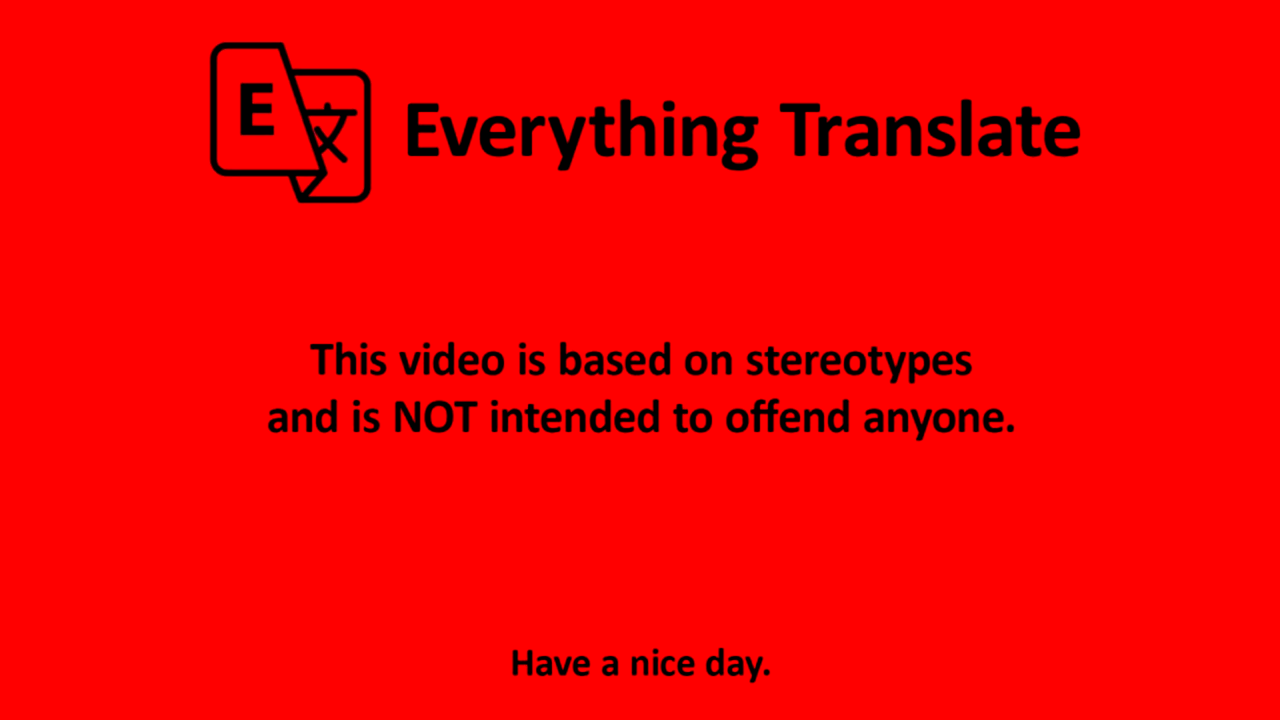 E文 Everything Translate
This video is based on stereotypes
and is NOT intended to offend anyone.
Have a nice day.